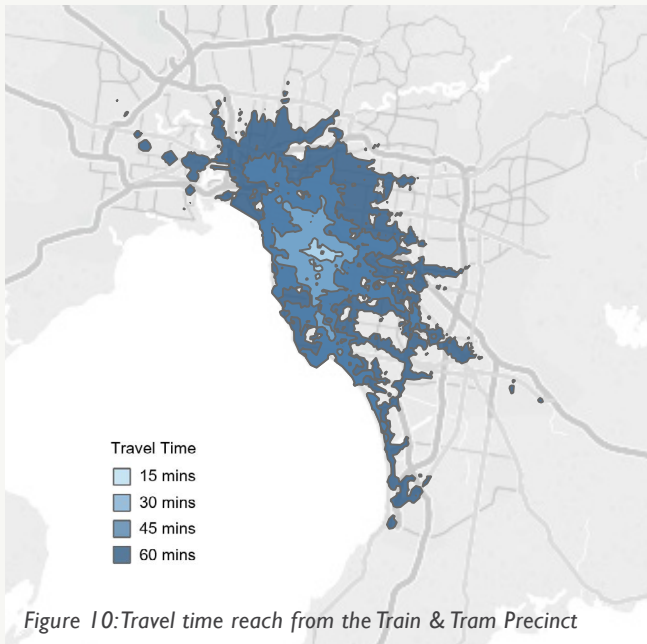 Travel Time
15 mins
30 mins
45 mins
60 mins
Figure 10: Travel time reach from the Train & Tram Precinct